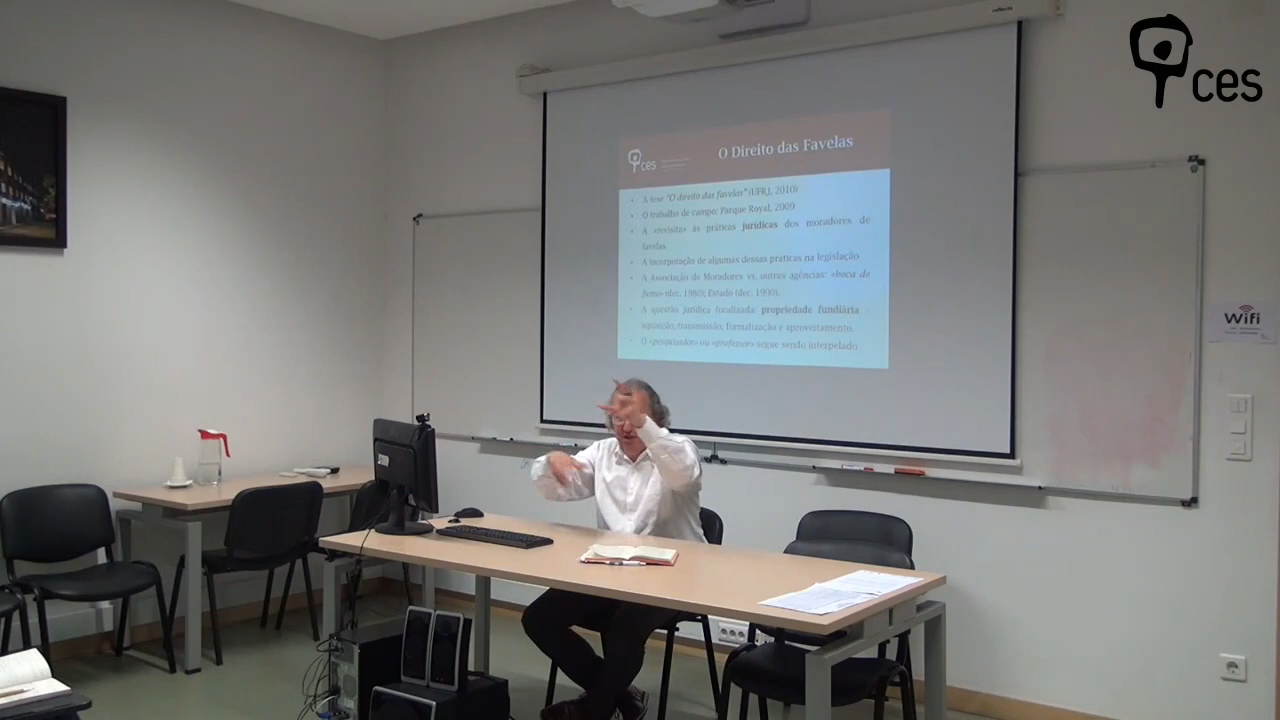 ces
O Direito das Favelas
ces
A tese "O direito das favelas" (UFRJ, 2010)
O trabalho de campo: Parque Royal, 2009
A «revisita» às práticas jurídicas dos moradores de
favelas
A incorporação de algumas dessas praticas na legislação
A Associação de Moradores vs. outras agências: «boca de
fumo» (déc. 1980); Estado (dec. 1990).
A questão jurídica focalizada: propriedade fundiária
aquisição, transmissão, formalização e aproveitamento.
O «pesquisador» ou «professor» segue sendo interpelado
Wifi